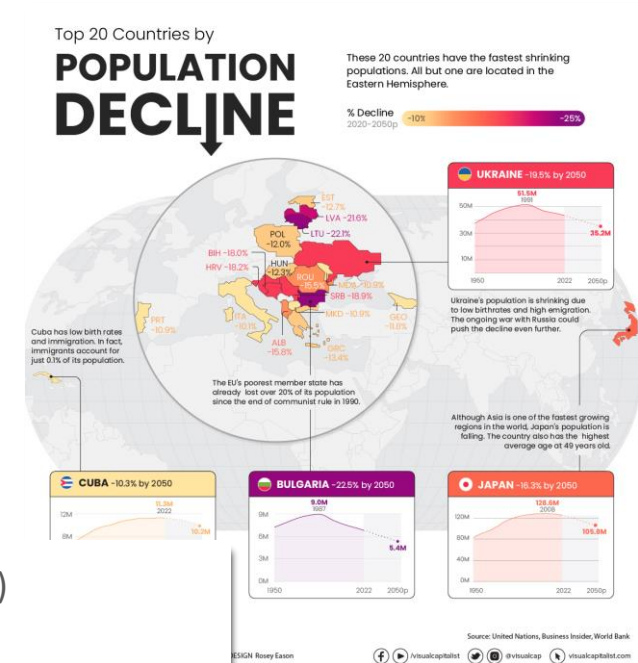 Top 20 Countries by
POPULATION
DECLINE
These 20 countries have the fastest shrinking
populations. All but one are located in the
Eastern Hemisphere.
% Decline
2020-2050p
-10%
-25%
UKRAINE -19.5% by 2050
51.5M
1991
50M
30M
10M
35.2M
1950
2022
2050p
Ukraine's population is shrinking due
to low birthrates and high emigration.
The ongoing war with Russia could
push the decline even further.
EST
-12.7%
LVA -21.6%
LTU -22.1%
POL
-12.0%
BIH -18.0%
HRV -18.2%
HUN
-12.3%
ROU
-15.5%
MDA -10.9%
SRB -18.9%
MKD -10.9%
GEO
-9.8%
PRT
-10.9%
ITA
-10.1%
ALB
-15.8%
GRC
-13.4%
Cuba has low birth rates
and immigration. In fact,
immigrants account for
just 0.1% of its population.
The EU's poorest member state has
already lost over 20% of its population
since the end of communist rule in 1990.
Although Asia is one of the fastest growing
regions in the world, Japan's population is
falling. The country also has the highest
average age at 49 years old.
CUBA -10.3% by 2050
11.3M
2022
12M
8M
10.2M
BULGARIA -22.5% by 2050
9.0M
1987
9M
6M
3M
0M
5.4M
1950
2022
2050p
JAPAN -16.3% by 2050
128.6M
2008
120M
80M
40M
0M
105.8M
1950
2022
2050p
)
Source: United Nations, Business Insider, World Bank
ESIGN Rosey Eason
/visualcapitalist
@visualcap
visualcapitalist.com